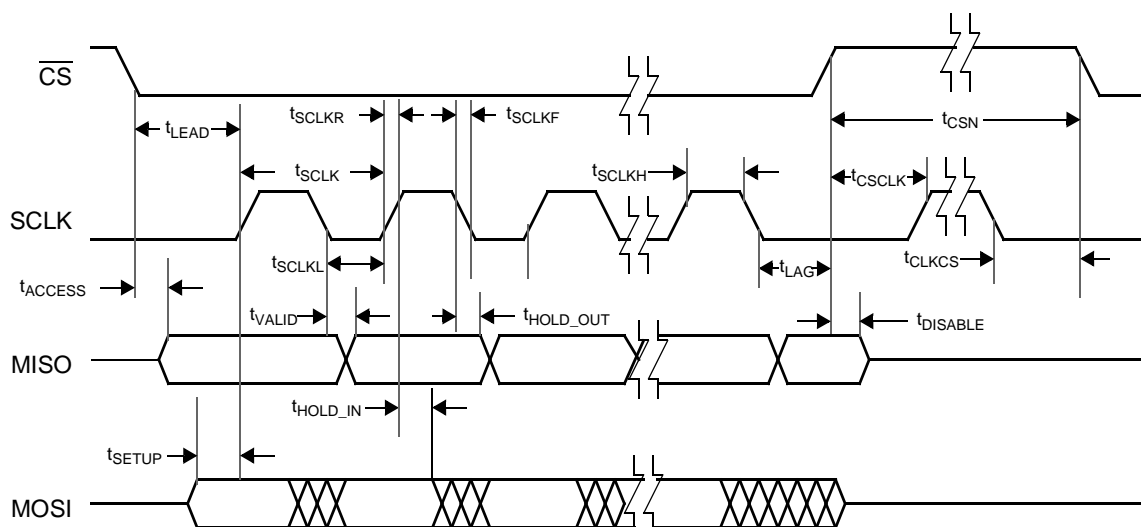 CS
tSCLKR
tSCLKF
tLEAD
tCSN
tSCLK
tSCLKH
tCSCLK
SCLK
tSCLKL
tLAG
tCLKCS
tACCESS
tVALID
tHOLD_OUT
tDISABLE
MISO
tHOLD_IN
tSETUP
MOSI